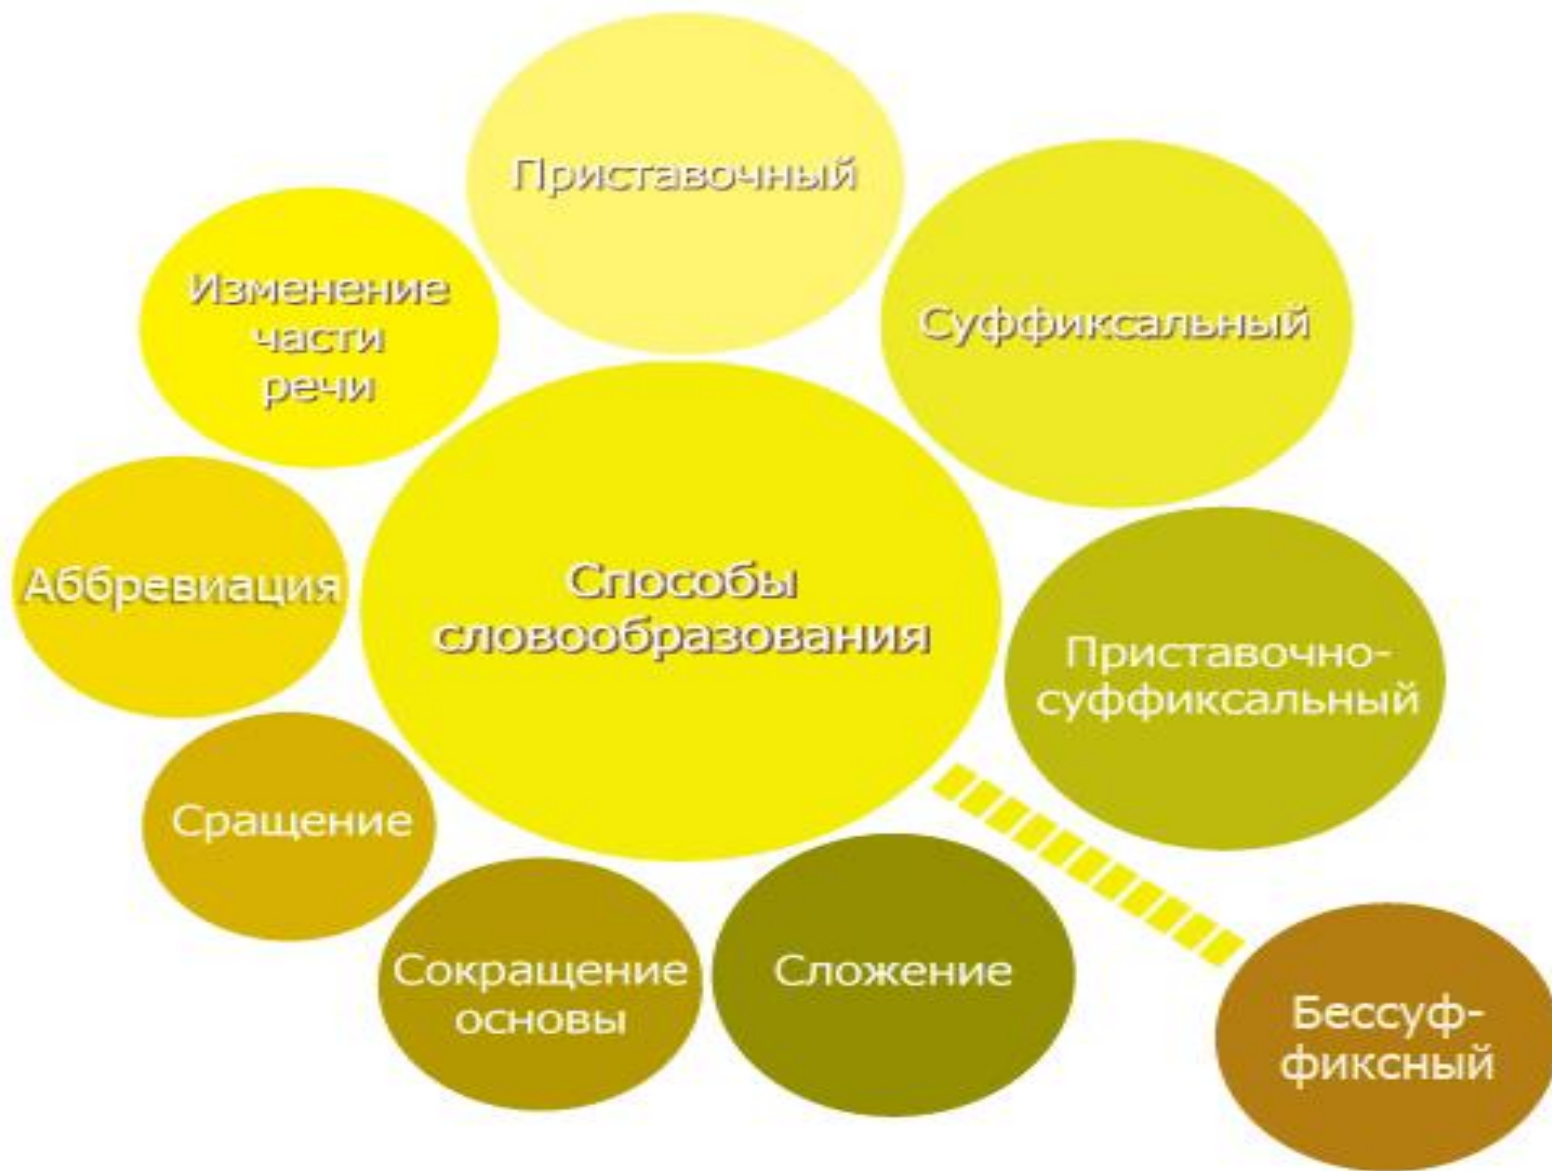 Приставочный
Суффиксальный
Изменение
части
речи
Аббревиация
Способы
словообразования
Приставочно-
суффиксальный
Сращение
Сокращение
основы
Сложение
Бессуф-
фиксный